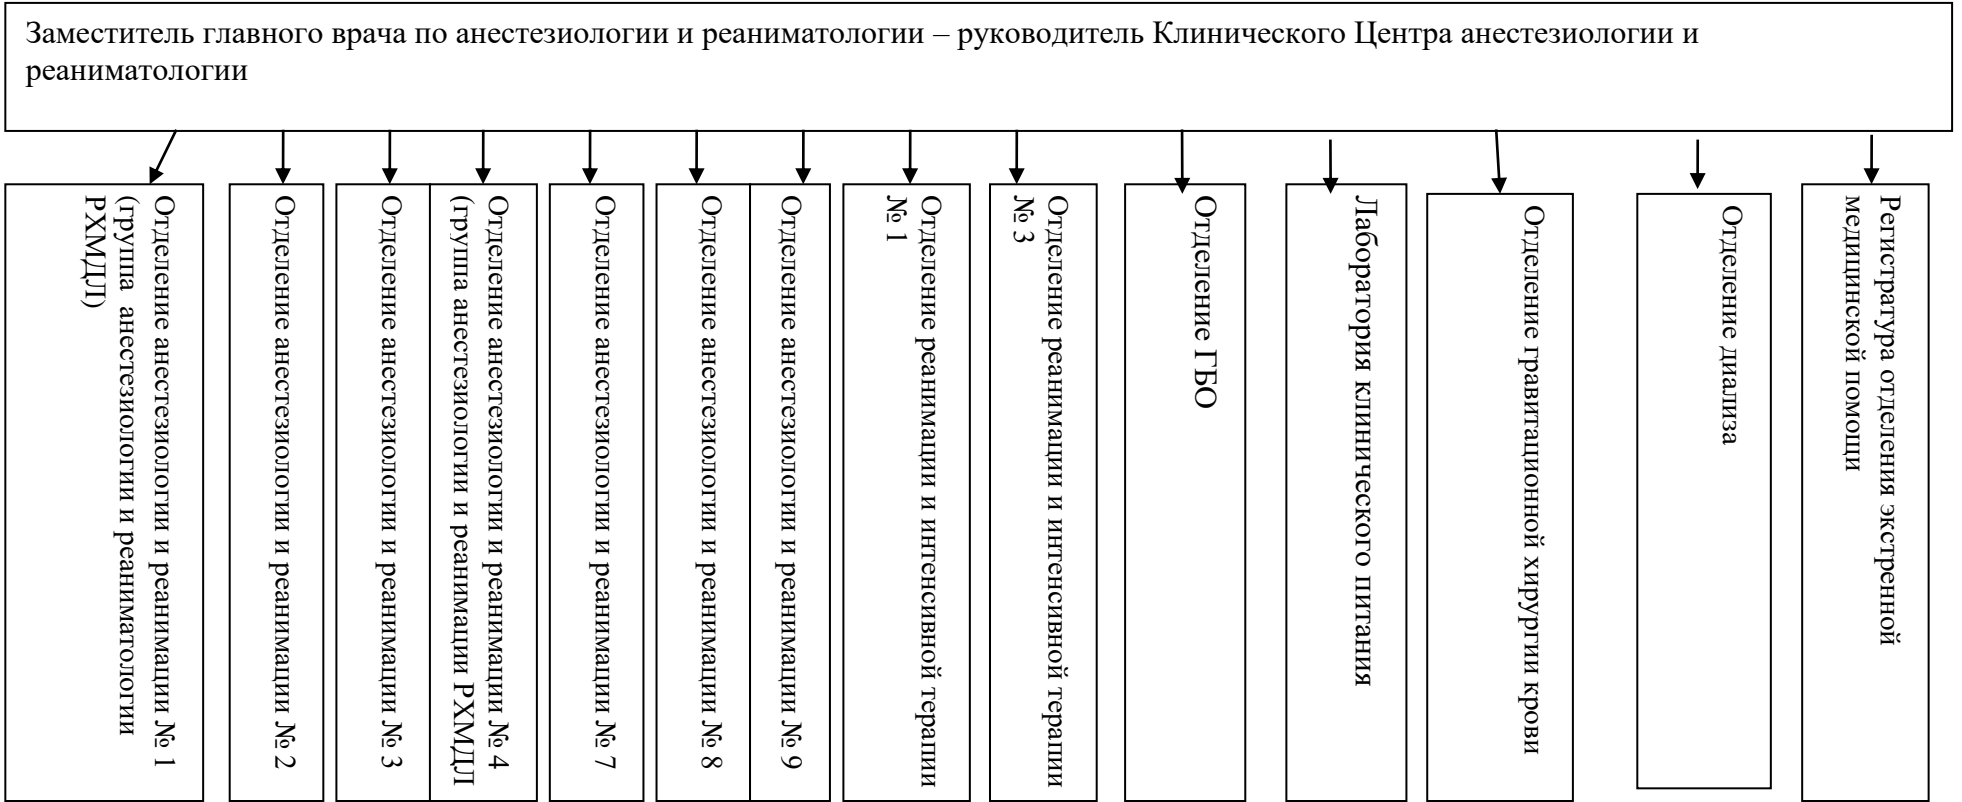 Заместитель главного врача по анестезиологии и реаниматологии – руководитель Клинического Центра анестезиологии и
реаниматологии
Отделение анестезиологии и реанимации № 1
(группа анестезиологии и реаниматологии
РХМДЛ)
Отделение анестезиологии и реанимации № 2
Отделение анестезиологии и реанимации № 3
Отделение анестезиологии и реанимации № 4
(группа анестезиологии и реанимации РХМДЛ
Отделение анестезиологии и реанимации № 7
Отделение анестезиологии и реанимации № 8
Отделение анестезиологии и реанимации № 9
Отделение реанимации и интенсивной терапии
№ 1
Отделение реанимации и интенсивной терапии
№ 3
Отделение ГБО
Лаборатория клинического питания
Отделение гравитационной хирургии крови
Отделение диализа
Регистратура отделения экстренной
медицинской помощи